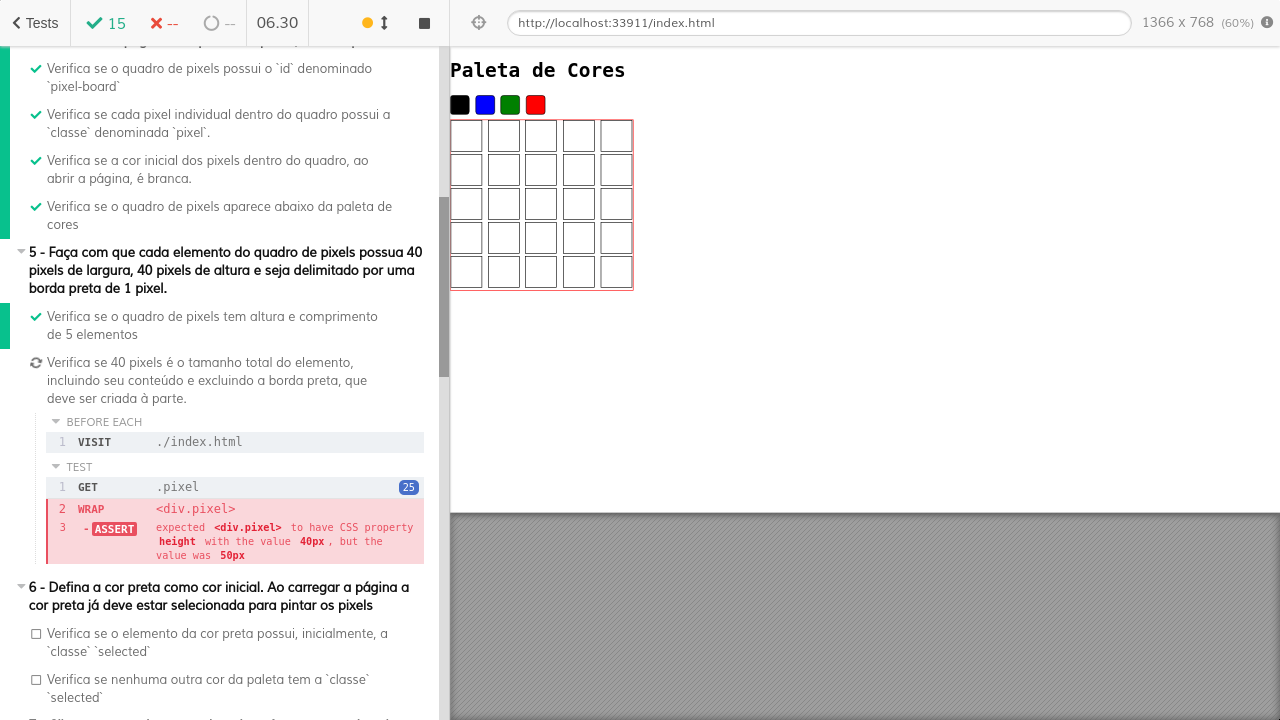 Tests
15
--
--
06.30
http://localhost:33911/index.html
1366 x 768 (60%)
Verifica se o quadro de pixels possui o `id` denominado
`pixel-board`
Verifica se cada pixel individual dentro do quadro possui a
`classe` denominada `pixel`.
Verifica se a cor inicial dos pixels dentro do quadro, ao
abrir a página, é branca.
Verifica se o quadro de pixels aparece abaixo da paleta de
cores
5 - Faça com que cada elemento do quadro de pixels possua 40
pixels de largura, 40 pixels de altura e seja delimitado por uma
borda preta de 1 pixel.
Verifica se o quadro de pixels tem altura e comprimento
de 5 elementos
Verifica se 40 pixels é o tamanho total do elemento,
incluindo seu conteúdo e excluindo a borda preta, que
deve ser criada à parte.
BEFORE EACH
1 VISIT ./index.html
TEST
1 GET .pixel 25
2 WRAP <div.pixel>
3 -ASSERT expected <div.pixel> to have CSS property
height with the value 40px, but the
value was 50px
6 - Defina a cor preta como cor inicial. Ao carregar a página a
cor preta já deve estar selecionada para pintar os pixels
Verifica se o elemento da cor preta possui, inicialmente, a
`classe` `selected`
Verifica se nenhuma outra cor da paleta tem a `classe`
`selected`
Paleta de Cores